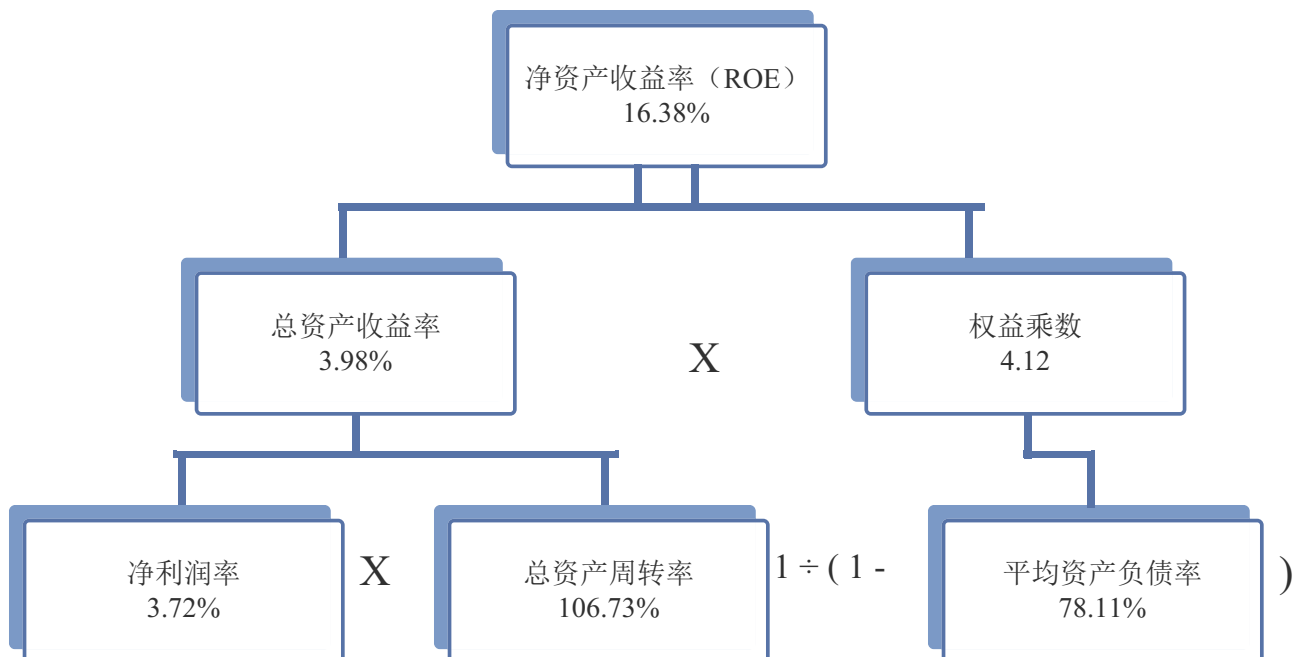 净资产收益率（ROE）
16.38%
总资产收益率
3.98%
X
权益乘数
4.12
净利润率
3.72%
X
总资产周转率
106.73%
1 ÷ ( 1 -
平均资产负债率
78.11%
)